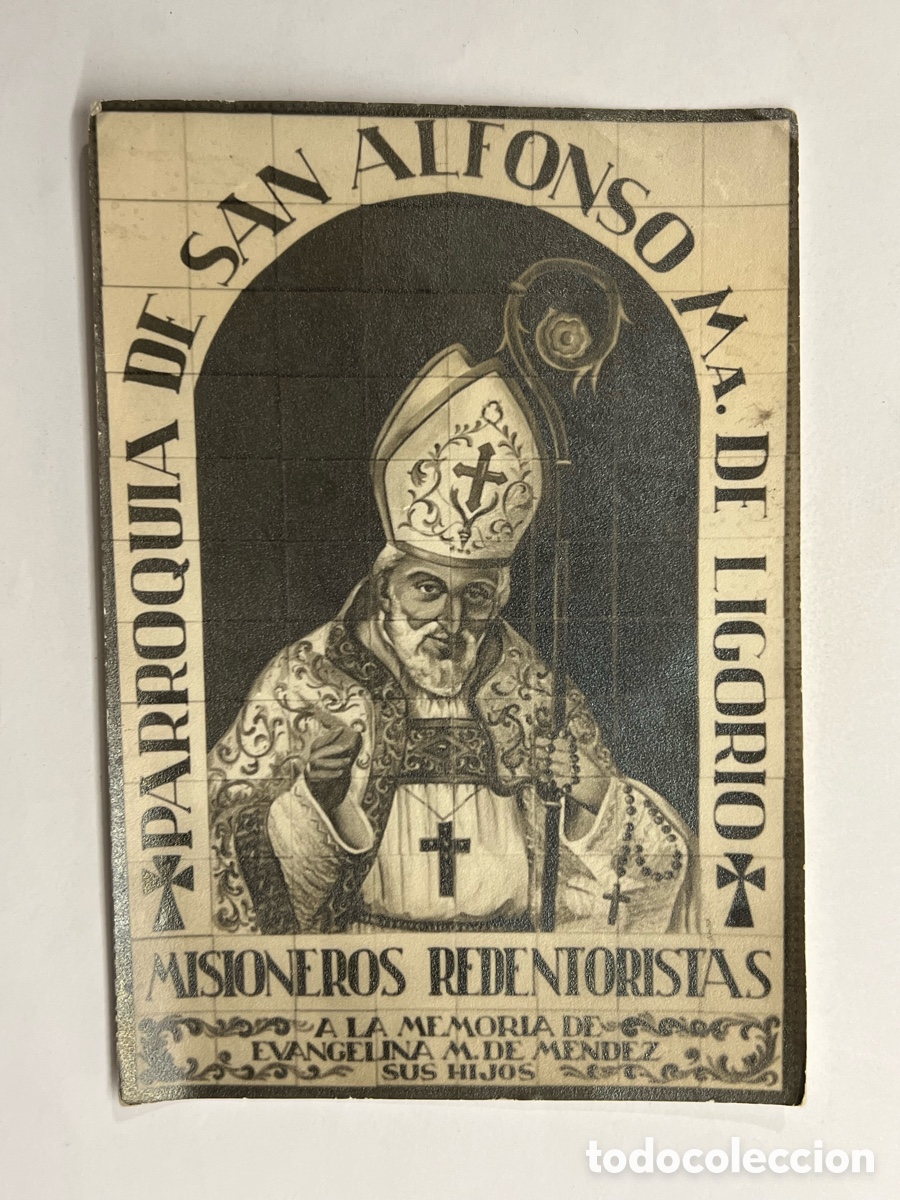 PARROQUIA DE SAN ALFONSO MA. DE LIGORIO
MISIONEROS REDENTORISTAS
A LA MEMORIA DE
EVANGELINA M. DE MENDEZ
SUS HIJOS
todocoleccion